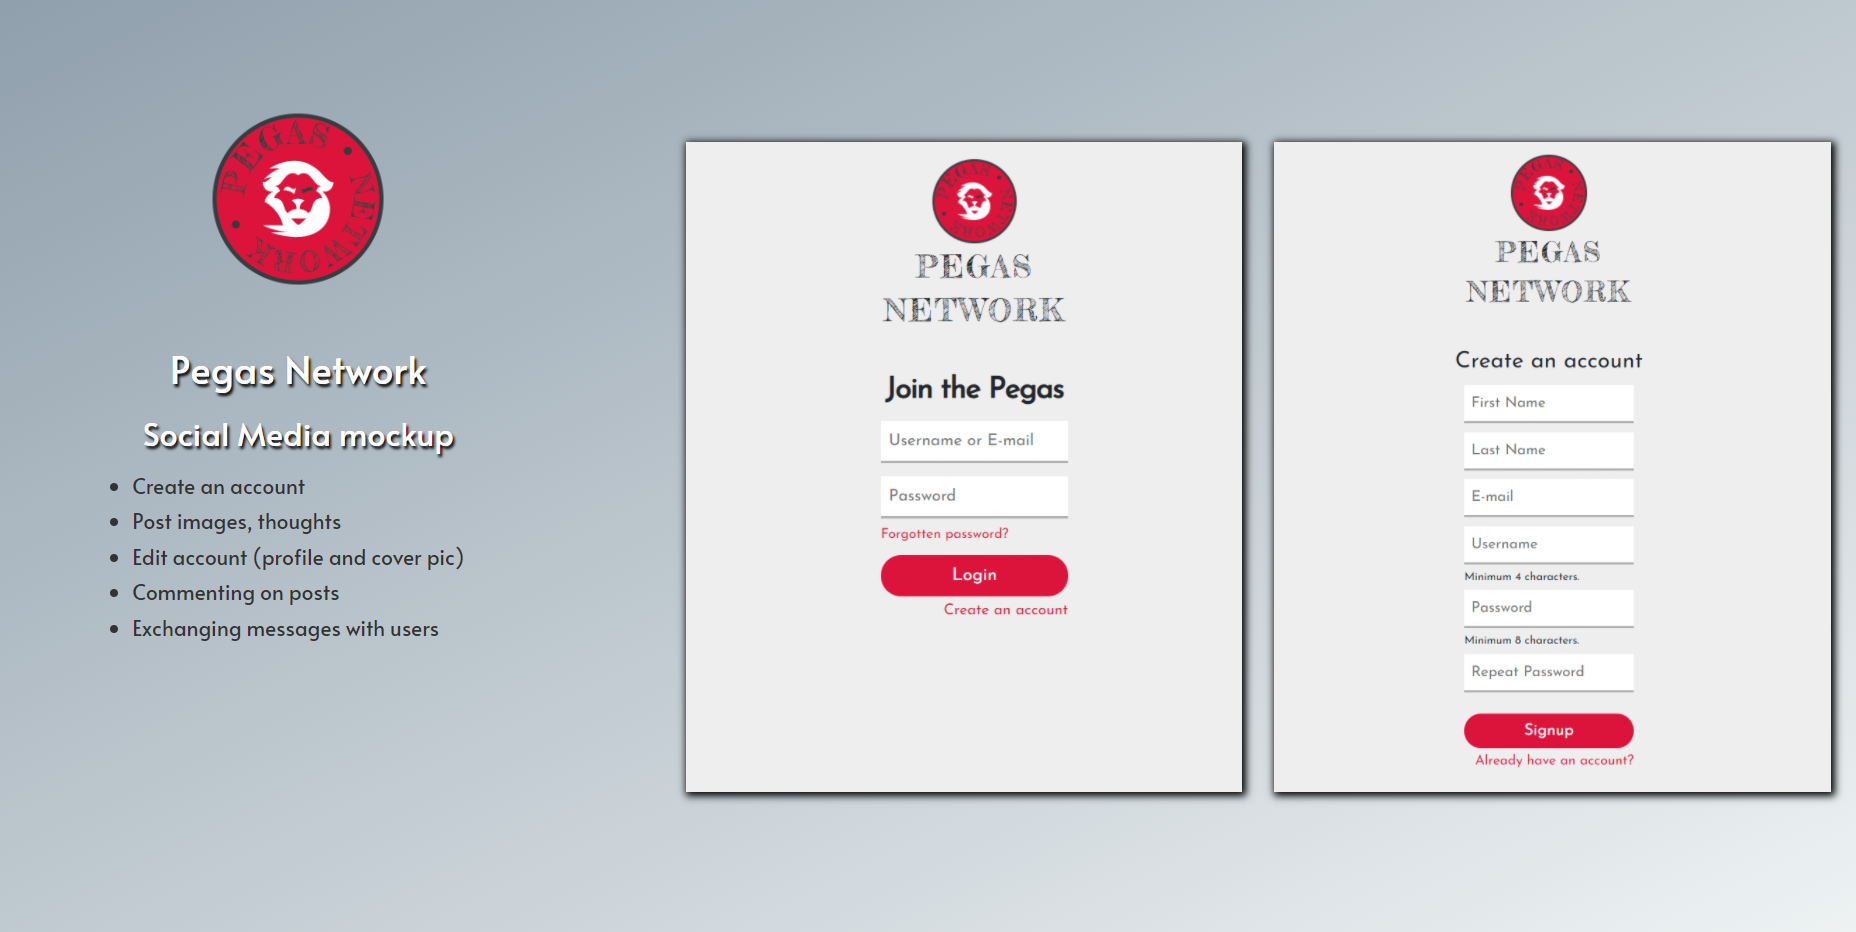 PEGAS • NETWORK •
Pegas Network
Social Media mockup
• Create an account
• Post images, thoughts
• Edit account (profile and cover pic)
• Commenting on posts
• Exchanging messages with users
PEGAS • NETWORK •
PEGAS
NETWORK
Join the Pegas
Username or E-mail
Password
Forgotten password?
Login
Create an account
PEGAS • NETWORK •
PEGAS
NETWORK
Create an account
First Name
Last Name
E-mail
Username
Minimum 4 characters.
Password
Minimum 8 characters.
Repeat Password
Signup
Already have an account?